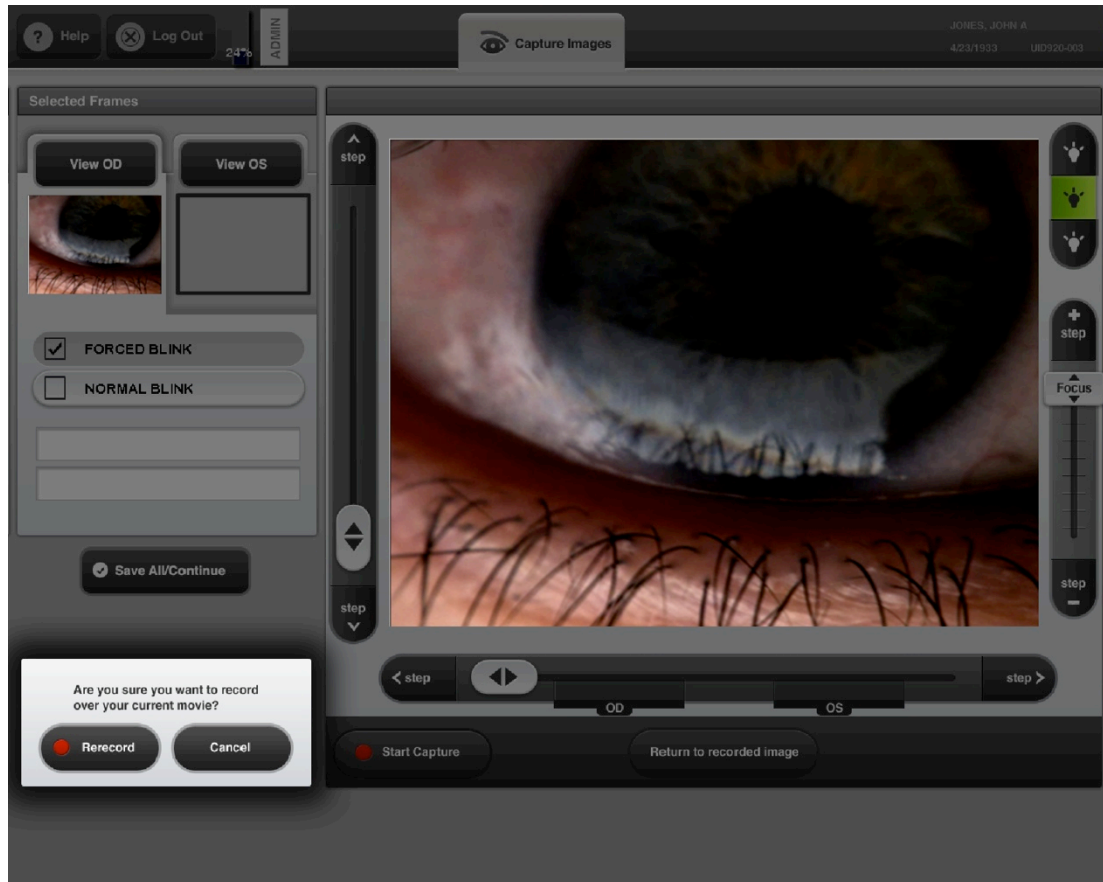 Help
Log Out
24%
ADMIN
Capture Images
JONES, JOHN A
4/23/1933 UID920-003
Selected Frames
View OD
View OS
FORCED BLINK
NORMAL BLINK
Save All/Continue
Are you sure you want to record
over your current movie?
Rerecord
Cancel
step
step
step
Focus
step
step
step
OD
OS
Start Capture
Return to recorded image